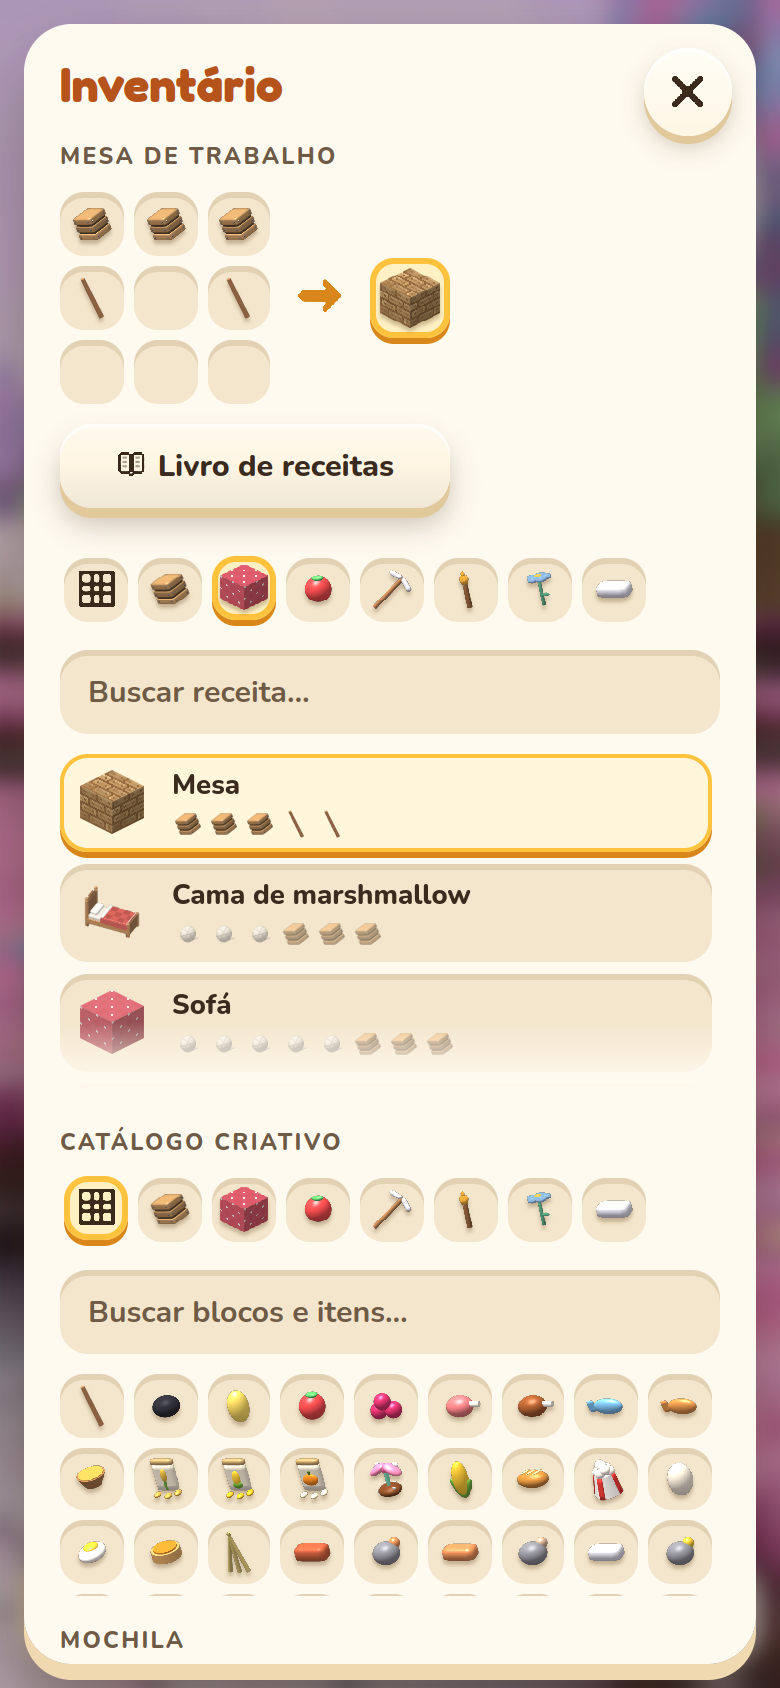 Inventário
MESA DE TRABALHO
Livro de receitas
Buscar receita...
Mesa
Cama de marshmallow
Sofá
CATÁLOGO CRIATIVO
Buscar blocos e itens...
MOCHILA